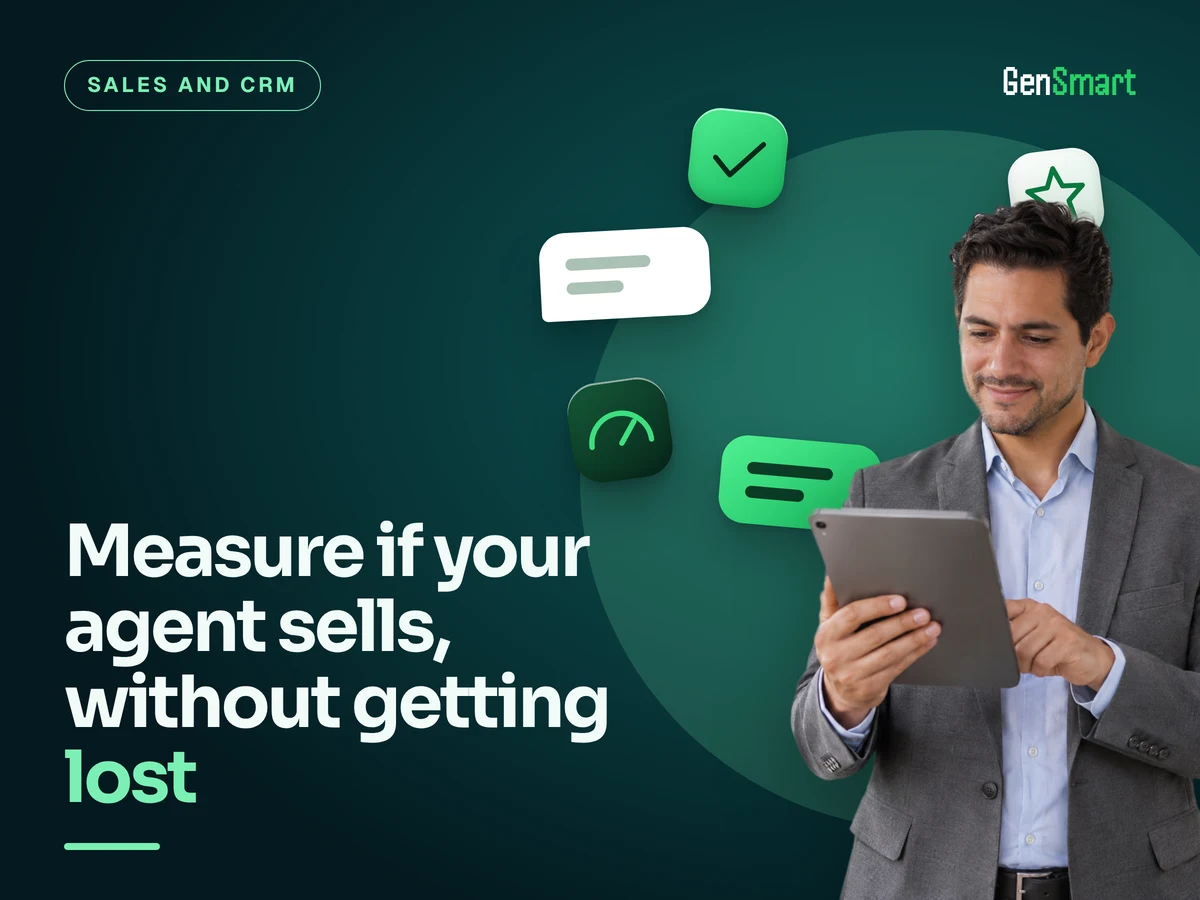 SALES AND CRM
GenSmart
Measure if your
agent sells,
without getting
lost